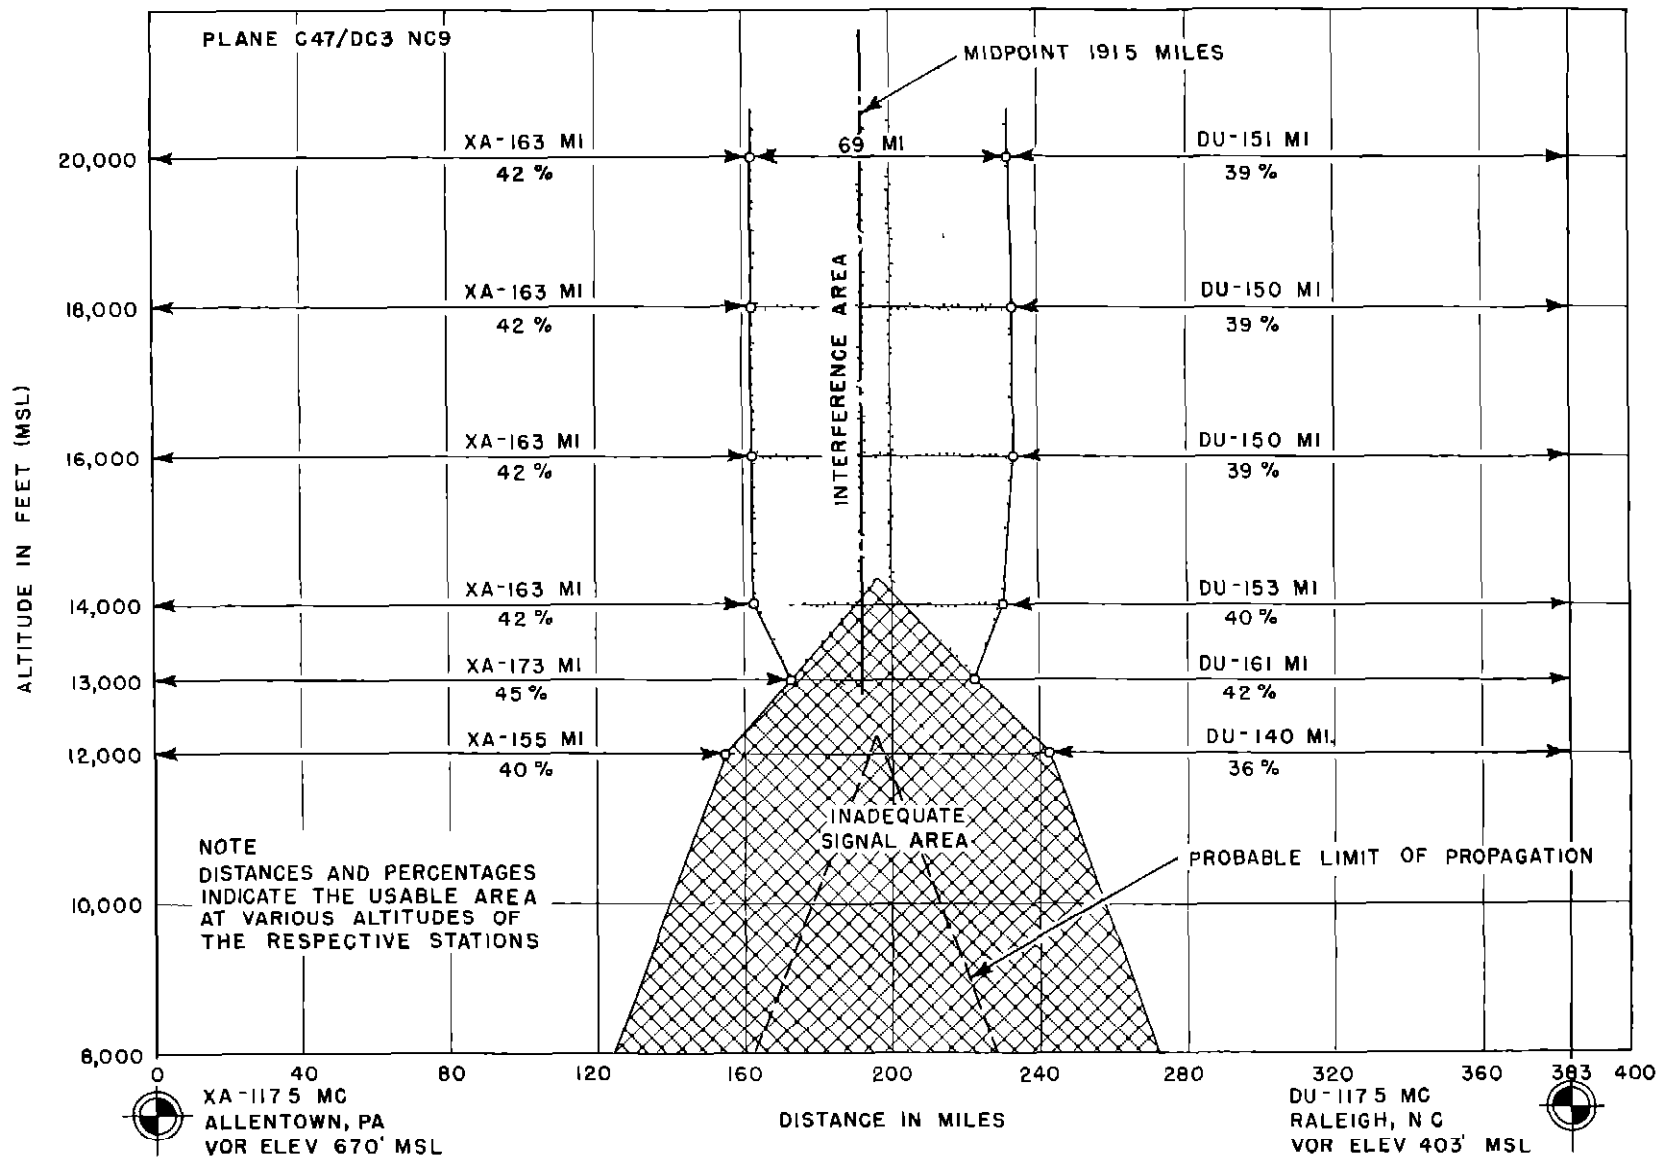 PLANE C47/DC3 NC9
MIDPOINT 191 5 MILES
20,000
XA-163 MI
42 %
69 MI
DU-151 MI
39 %
18,000
XA-163 MI
42 %
DU-150 MI
39 %
INTERFERENCE AREA
16,000
XA-163 MI
42 %
DU-150 MI
39 %
14,000
XA-163 MI
42 %
DU-153 MI
40 %
13,000
XA-173 MI
45 %
DU-161 MI
42 %
12,000
XA-155 MI
40 %
DU-140 MI.
36 %
ALTITUDE IN FEET (MSL)
INADEQUATE
SIGNAL AREA
PROBABLE LIMIT OF PROPAGATION
NOTE
DISTANCES AND PERCENTAGES
INDICATE THE USABLE AREA
AT VARIOUS ALTITUDES OF
THE RESPECTIVE STATIONS
10,000
8,000
0 40 80 120 160 200 240 280 320 360 383 400
XA-117 5 MC
ALLENTOWN, PA
VOR ELEV 670' MSL
DISTANCE IN MILES
DU-117 5 MC
RALEIGH, N C
VOR ELEV 403' MSL